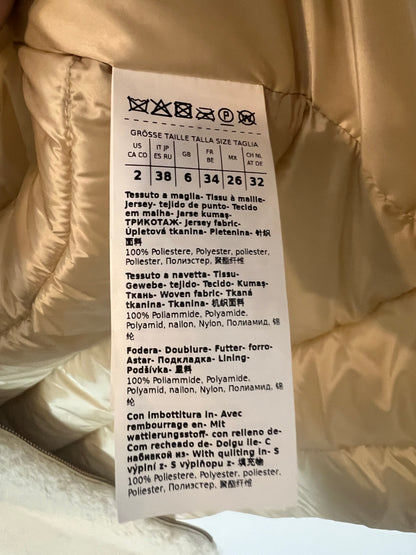 GRÖSSE TAILLE TALLA SIZE TAGLIA
US CA CO IT JP ES RU GB FR BE MX CH NL AT DE
2 38 6 34 26 32
Tessuto a maglia- Tissu à maille-
Jersey- tejido de punto- Tecido
em malha- Jarse kumaş-
ТРИКОТАЖ- Jersey fabric-
Úpletová tkanina- Pletenina- 针织
面料
100% Poliestere, Polyester, poliester,
Poliester, Полиэстер, 聚酯纤维
Tessuto a navetta- Tissu-
Gewebe- tejido- Tecido- Kumaş-
Ткань- Woven fabric- Tkaná
tkanina- Tkanina- 机织面料
100% Poliammide, Polyamide,
Polyamid, nailon, Nylon, Полиамид, 锦
纶
Fodera- Doublure- Futter- forro-
Astar- Подкладка- Lining-
Podšívka- 里料
100% Poliammide, Polyamide,
Polyamid, nailon, Nylon, Полиамид, 锦
纶
Con imbottitura in- Avec
rembourrage en- Mit
wattierungsstoff- con relleno de-
Com recheado de- Dolgu ile- С
набивкой из- With quilting in- S
výplní z- S výplňopu z- 填充物
100% Poliestere, Polyester, poliester,
Poliester, Полиэстер, 聚酯纤维